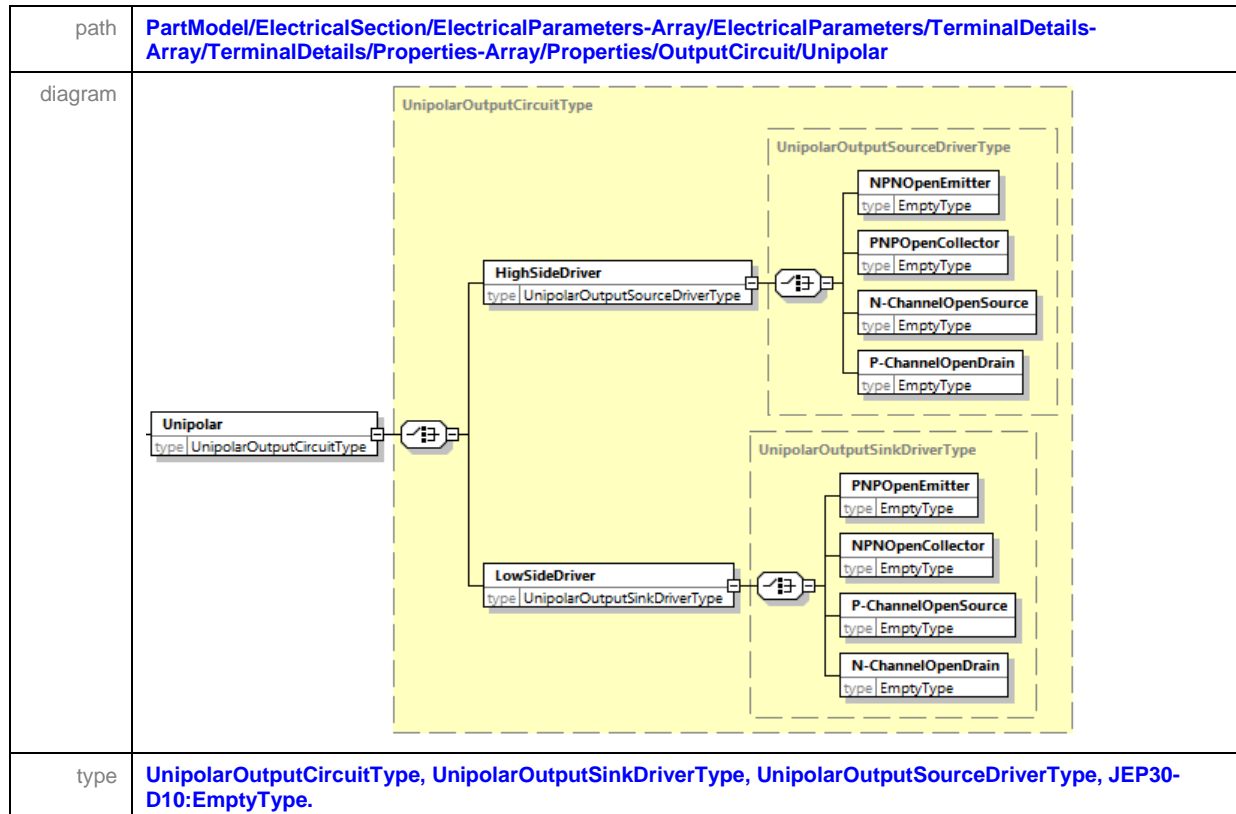 path
PartModel/ElectricalSection/ElectricalParameters-Array/ElectricalParameters/TerminalDetails-
Array/TerminalDetails/Properties-Array/Properties/OutputCircuit/Unipolar
diagram
UnipolarOutputCircuitType
UnipolarOutputSourceDriverType
NPNOpenEmitter
type EmptyType
PNPOpenCollector
type EmptyType
HighSideDriver
type UnipolarOutputSourceDriverType
N-ChannelOpenSource
type EmptyType
P-ChannelOpenDrain
type EmptyType
Unipolar
type UnipolarOutputCircuitType
UnipolarOutputSinkDriverType
PNPOpenEmitter
type EmptyType
NPNOpenCollector
type EmptyType
LowSideDriver
type UnipolarOutputSinkDriverType
P-ChannelOpenSource
type EmptyType
N-ChannelOpenDrain
type EmptyType
type
UnipolarOutputCircuitType, UnipolarOutputSinkDriverType, UnipolarOutputSourceDriverType, JEP30-
D10:EmptyType.